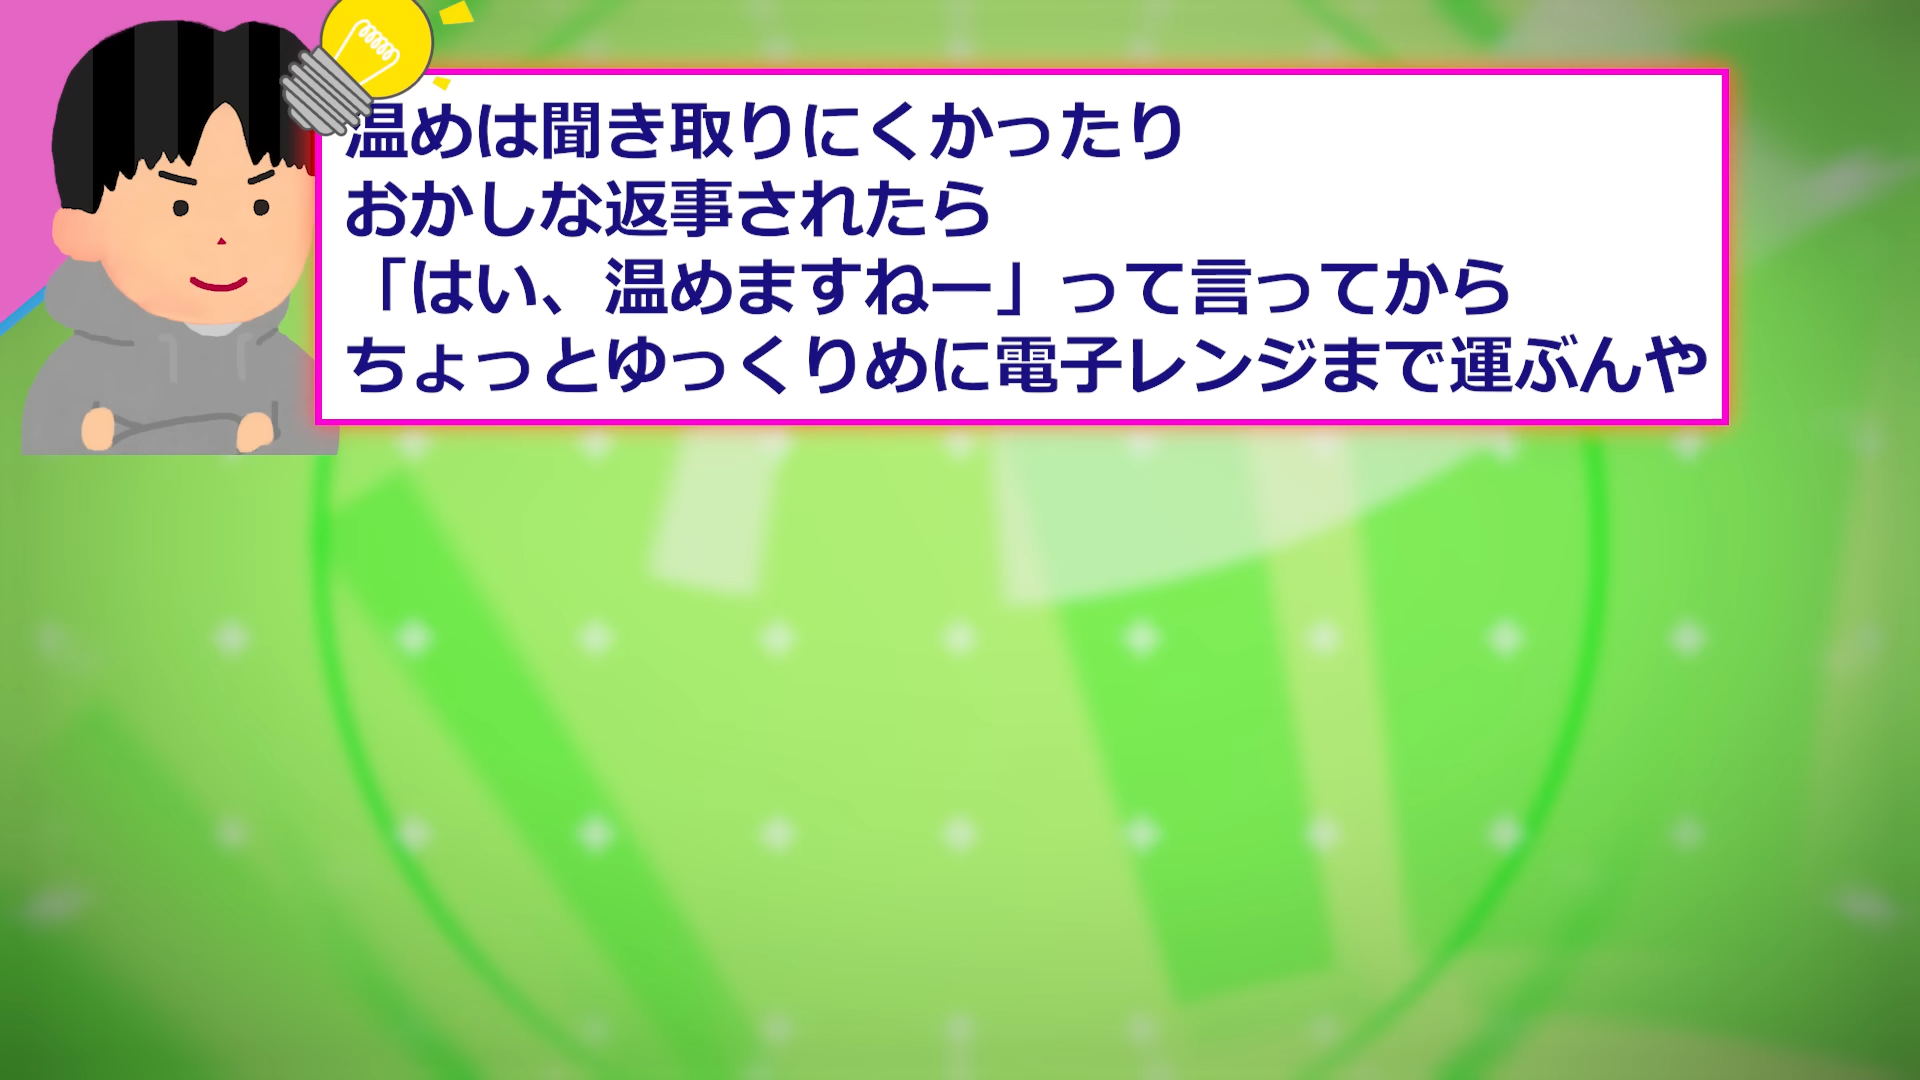 温めは聞き取りにくかったり
おかしな返事されたら
「はい、温めますねー」って言ってから
ちょっとゆっくりめに電子レンジまで運ぶんや